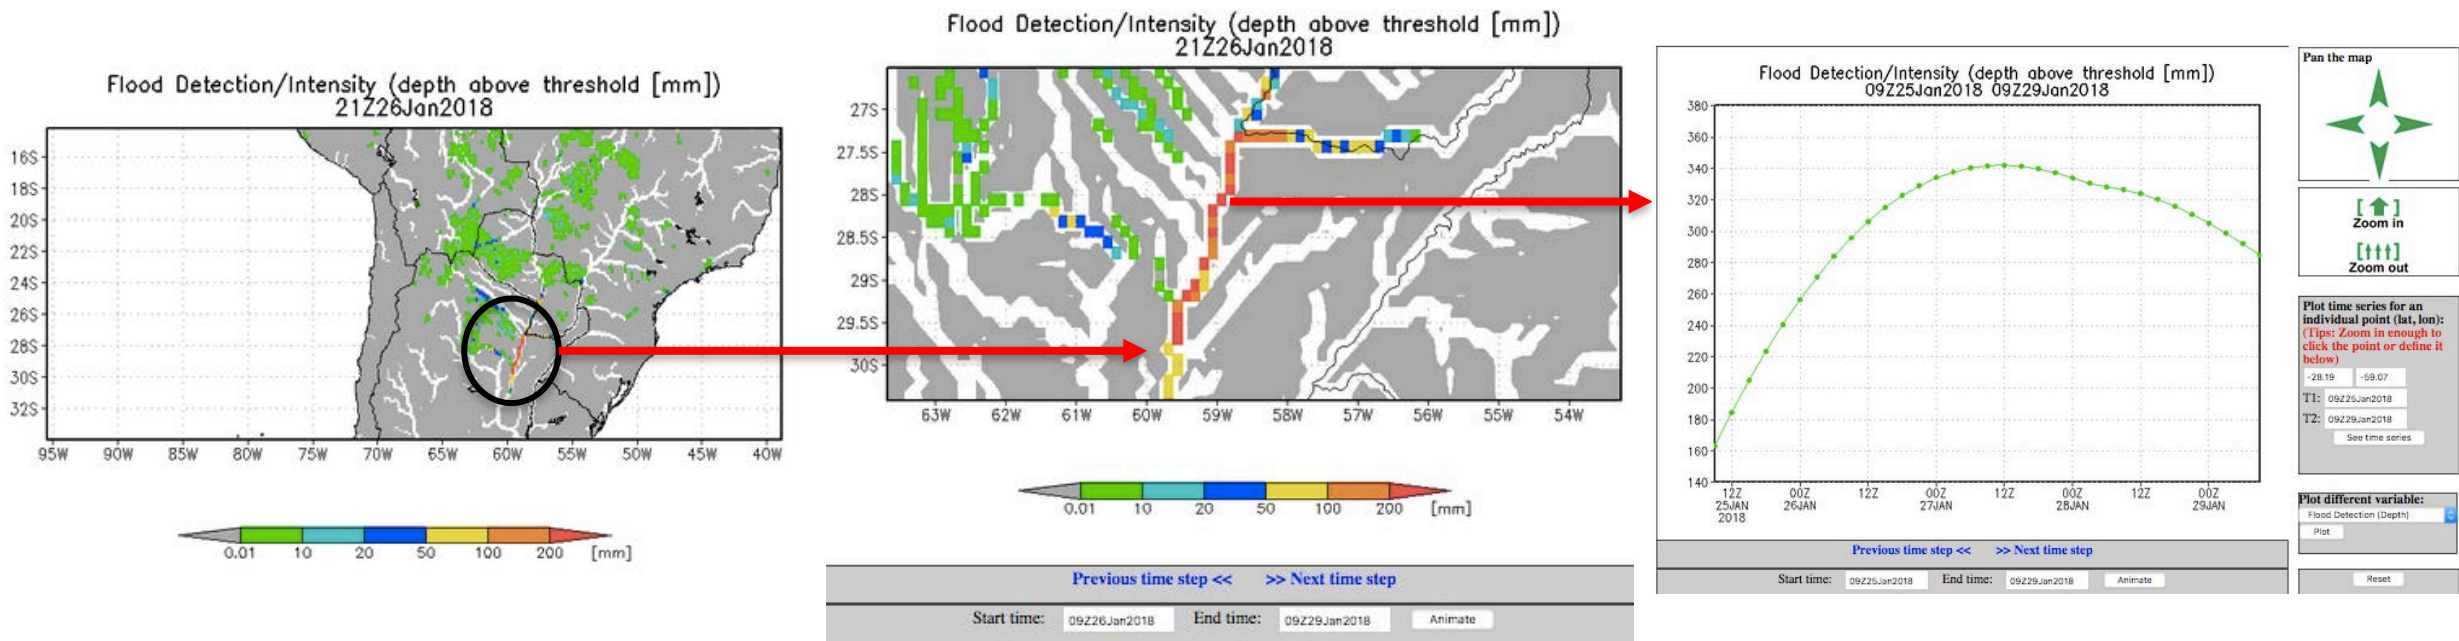 Flood Detection/Intensity (depth above threshold [mm])
21Z26Jan2018
16S
18S
20S
22S
24S
26S
28S
30S
32S
95W 90W 85W 80W 75W 70W 65W 60W 55W 50W 45W 40W
0.01 10 20 50 100 200 [mm]
Flood Detection/Intensity (depth above threshold [mm])
21Z26Jan2018
27S
27.5S
28S
28.5S
29S
29.5S
30S
63W 62W 61W 60W 59W 58W 57W 56W 55W 54W
0.01 10 20 50 100 200 [mm]
Previous time step << >> Next time step
Start time: 09Z26Jan2018 End time: 09Z29Jan2018 Animate
Flood Detection/Intensity (depth above threshold [mm])
09Z25Jan2018 09Z29Jan2018
380
360
340
320
300
280
260
240
220
200
180
160
140
12Z 00Z 12Z 00Z 12Z 00Z 12Z 00Z
25JAN 26JAN 27JAN 28JAN 29JAN
2018
Previous time step << >> Next time step
Start time: 09Z25Jan2018 End time: 09Z29Jan2018 Animate
Pan the map
Zoom in
Zoom out
Plot time series for an
individual point (lat, lon):
(Tips: Zoom in enough to
click the point or define it
below)
-28.19 -59.07
T1: 09Z25Jan2018
T2: 09Z29Jan2018
See time series
Plot different variable:
Flood Detection (Depth)
Plot
Reset